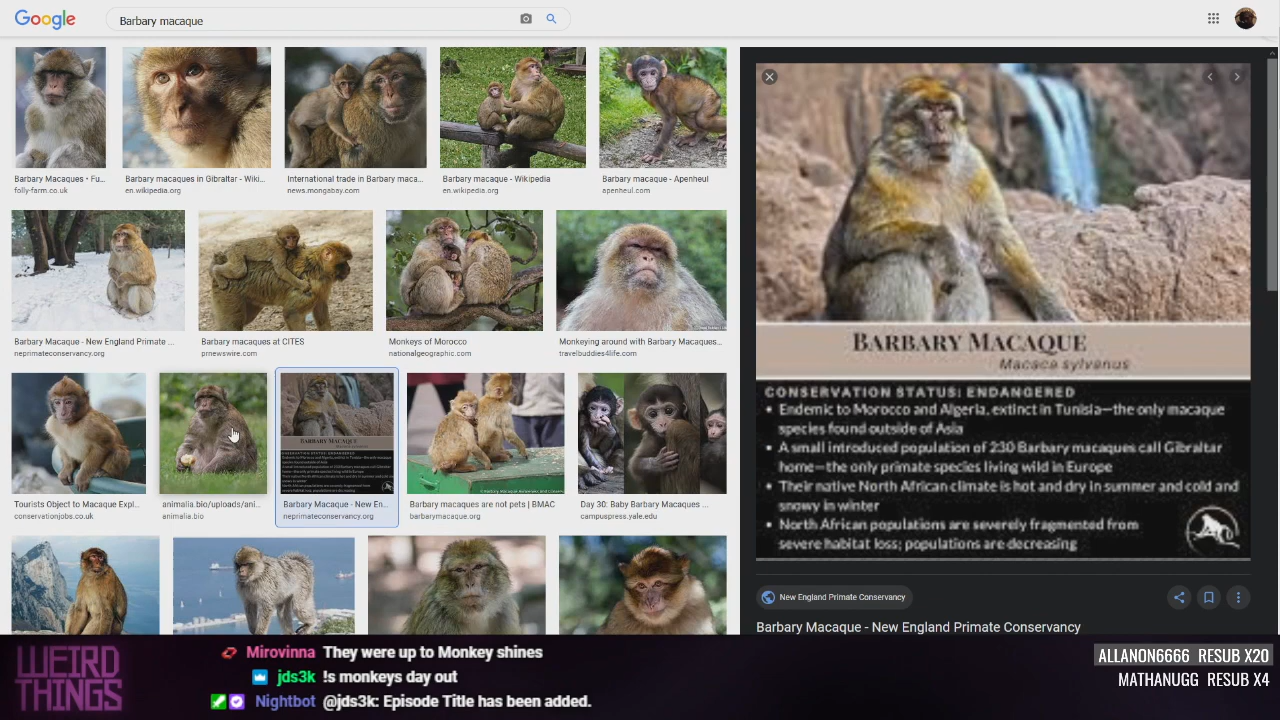 Google
Barbary macaque
Barbary Macaques • Fu...
folly-farm.co.uk
Barbary macaques in Gibraltar - Wiki...
en.wikipedia.org
International trade in Barbary maca...
news.mongabay.com
Barbary macaque - Wikipedia
en.wikipedia.org
Barbary macaque - Apenheul
apenheul.com
Barbary Macaque - New England Primate ...
neprimateconservancy.org
Barbary macaques at CITES
prnewswire.com
Monkeys of Morocco
nationalgeographic.com
Monkeying around with Barbary Macaques...
travelbuddies4life.com
Tourists Object to Macaque Expl...
conservationjobs.co.uk
animalia.bio/uploads/ani...
animalia.bio
Barbary Macaque - New En...
neprimateconservancy.org
Barbary macaques are not pets | BMAC
barbarymacaque.org
Day 30: Baby Barbary Macaques ...
campuspress.yale.edu
BARBARY MACAQUE
Macaca sylvanus
CONSERVATION STATUS: ENDANGERED
• Endemic to Morocco and Algeria, extinct in Tunisia—the only macaque
species found outside of Asia
• A small introduced population of 230 Barbary macaques call Gibraltar
home—the only primate species living wild in Europe
• Their native North African climate is hot and dry in summer and cold and
snowy in winter
• North African populations are severely fragmented from
severe habitat loss; populations are decreasing
New England Primate Conservancy
Barbary Macaque - New England Primate Conservancy
WEIRD
THINGS
Mirovinna They were up to Monkey shines
jds3k !s monkeys day out
Nightbot @jds3k: Episode Title has been added.
ALLANON6666 RESUB X20
MATHANUGG RESUB X4